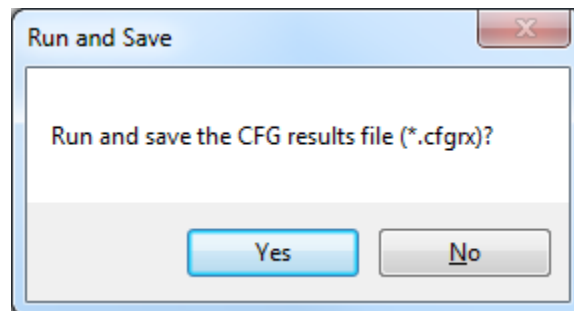 Run and Save
Run and save the CFG results file (*.cfgrx)?
Yes
No